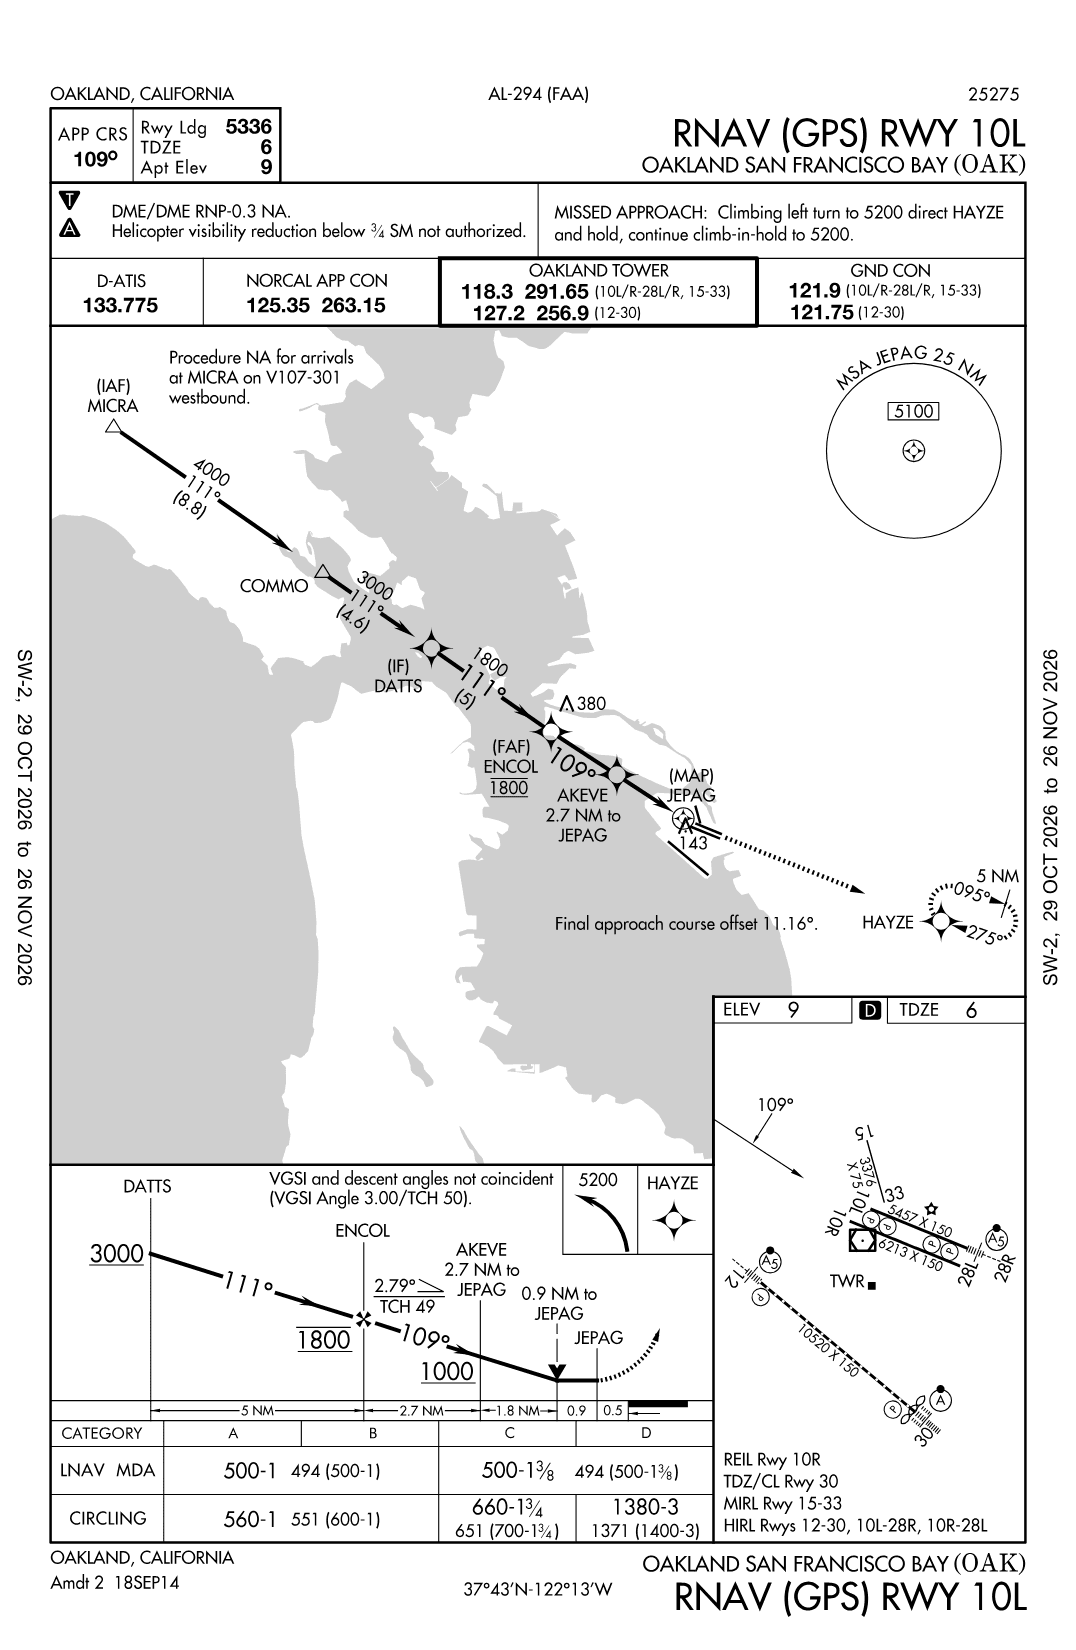 OAKLAND, CALIFORNIA
AL-294 (FAA)
25275
APP CRS
109°
Rwy Ldg 5336
TDZE 6
Apt Elev 9
RNAV (GPS) RWY 10L
OAKLAND SAN FRANCISCO BAY (OAK)
T
A
DME/DME RNP-0.3 NA.
Helicopter visibility reduction below ¾ SM not authorized.
MISSED APPROACH: Climbing left turn to 5200 direct HAYZE
and hold, continue climb-in-hold to 5200.
D-ATIS
133.775
NORCAL APP CON
125.35 263.15
OAKLAND TOWER
118.3 291.65 (10L/R-28L/R, 15-33)
127.2 256.9 (12-30)
GND CON
121.9 (10L/R-28L/R, 15-33)
121.75 (12-30)
Procedure NA for arrivals
at MICRA on V107-301
westbound.
(IAF)
MICRA
MSA JEPAG 25 NM
5100
4000
111°
(8.8)
COMMO
3000
111°
(4.6)
(IF)
DATTS
1800
111°
(5)
380
(FAF)
ENCOL
1800
109°
AKEVE
2.7 NM to
JEPAG
(MAP)
JEPAG
143
5 NM
095°
HAYZE
275°
Final approach course offset 11.16°.
SW-2, 29 OCT 2026 to 26 NOV 2026
SW-2, 29 OCT 2026 to 26 NOV 2026
ELEV 9
D
TDZE 6
109°
15
3376
X 75
33
10L
10R
P
P
5457 X 150
P
P
6213 X 150
A5
28L
28R
TWR
A5
12
P
10520 X 150
P
A
30
REIL Rwy 10R
TDZ/CL Rwy 30
MIRL Rwy 15-33
HIRL Rwys 12-30, 10L-28R, 10R-28L
DATTS
VGSI and descent angles not coincident
(VGSI Angle 3.00/TCH 50).
5200
HAYZE
ENCOL
3000
111°
1800
2.79°
TCH 49
109°
AKEVE
2.7 NM to
JEPAG
1000
0.9 NM to
JEPAG
JEPAG
5 NM
2.7 NM
1.8 NM
0.9
0.5
CATEGORY A B C D
LNAV MDA 500-1 494 (500-1) 500-1⅜ 494 (500-1⅜)
CIRCLING 560-1 551 (600-1) 660-1¾ 651 (700-1¾) 1380-3 1371 (1400-3)
OAKLAND, CALIFORNIA
Amdt 2 18SEP14
37°43'N-122°13'W
OAKLAND SAN FRANCISCO BAY (OAK)
RNAV (GPS) RWY 10L